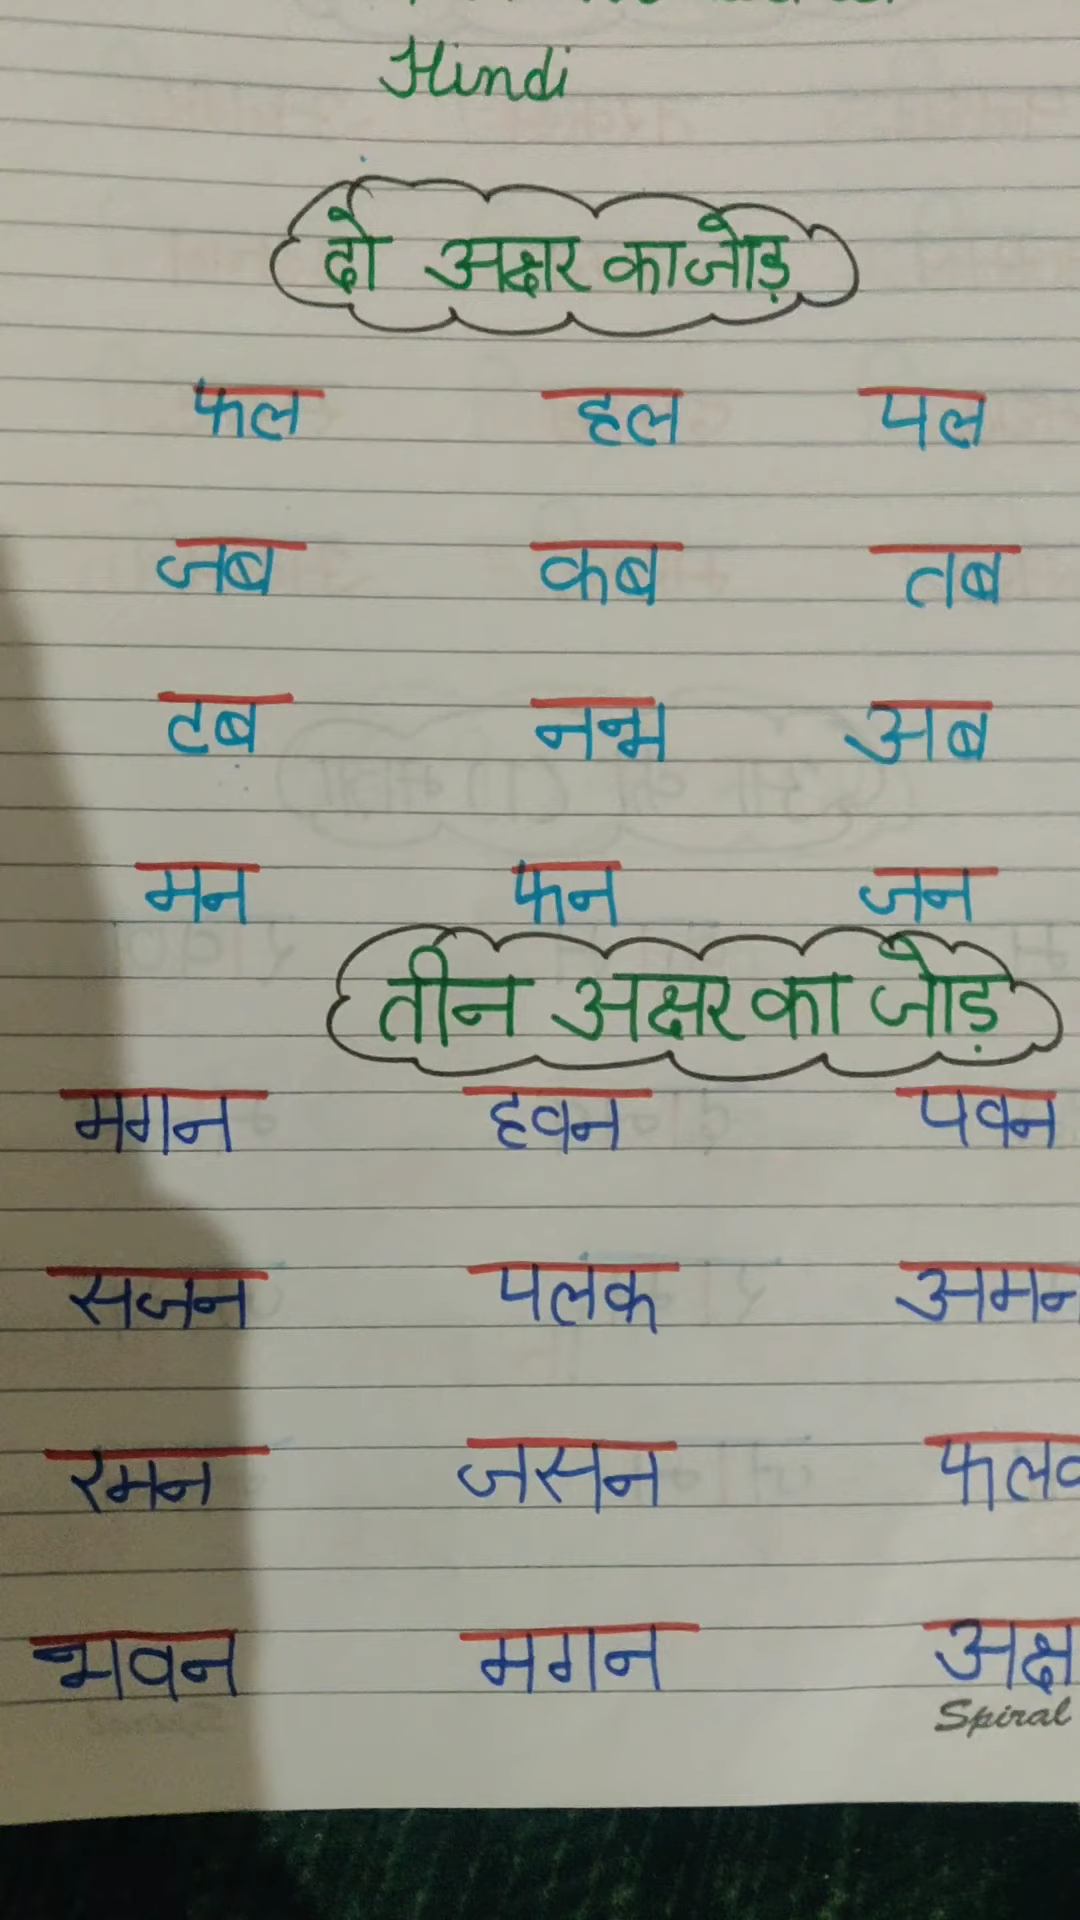 Hindi
दो अक्षर का जोड़
फल हल पल
जब कब तब
टब नभ अब
मन फन जन
तीन अक्षर का जोड़
मगन हवन पवन
सजन पलक अमन
रमन जसन
भवन मगन
Spiral